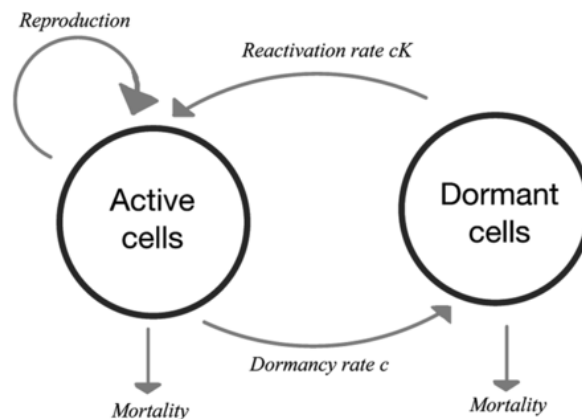 Reproduction
Reactivation rate cK
Active
cells
Dormant
cells
Dormancy rate c
Mortality
Mortality